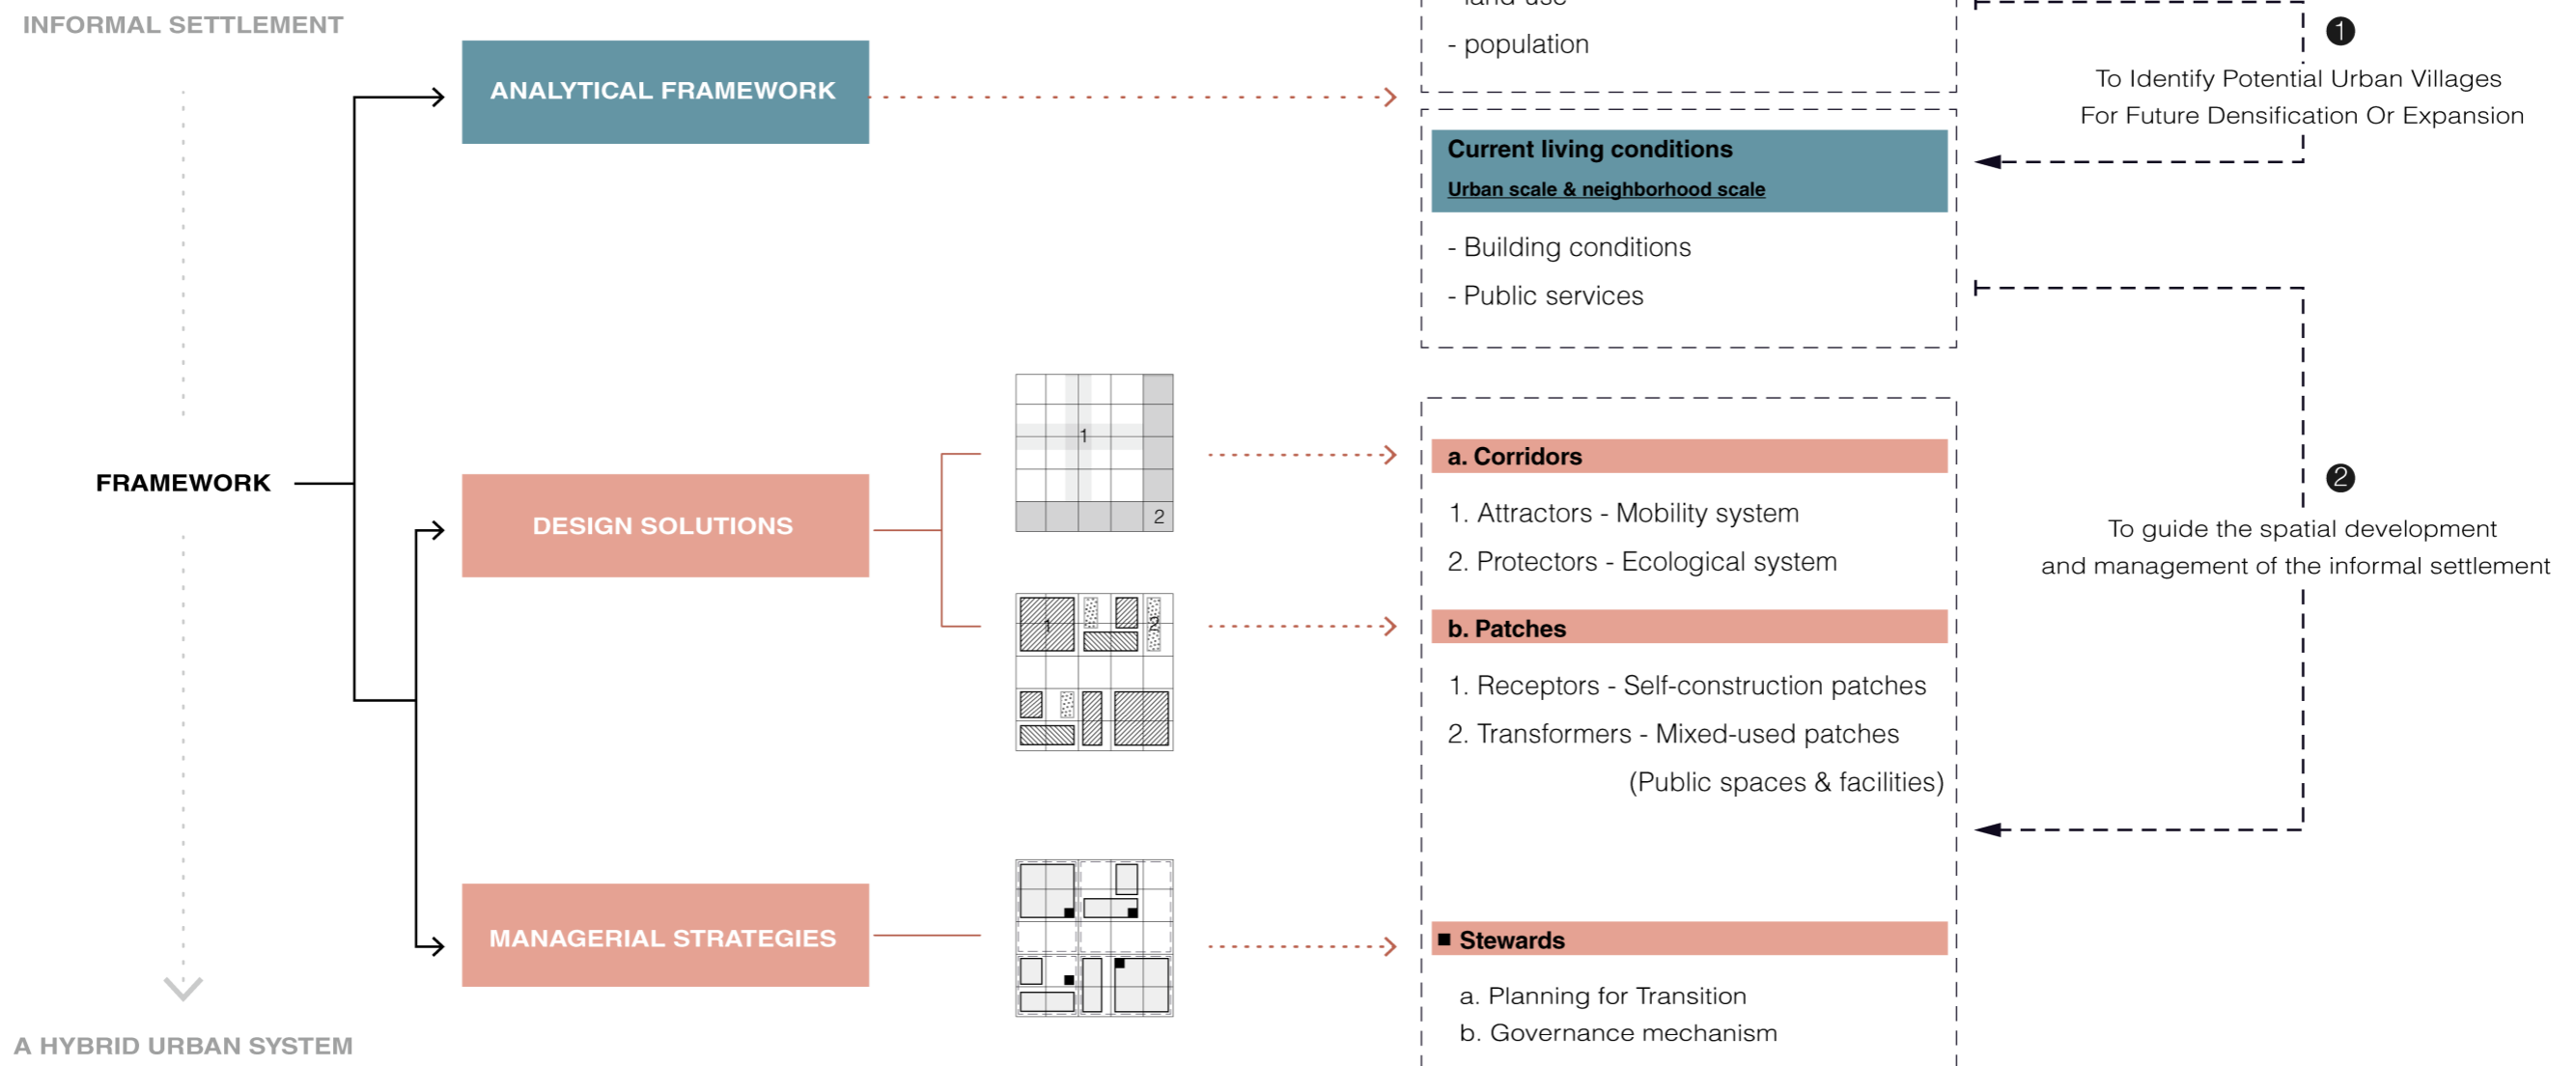 INFORMAL SETTLEMENT
FRAMEWORK
A HYBRID URBAN SYSTEM
ANALYTICAL FRAMEWORK
DESIGN SOLUTIONS
MANAGERIAL STRATEGIES
1
2
1
2
land use
- population
Current living conditions
Urban scale & neighborhood scale
- Building conditions
- Public services
a. Corridors
1. Attractors - Mobility system
2. Protectors - Ecological system
b. Patches
1. Receptors - Self-construction patches
2. Transformers - Mixed-used patches
(Public spaces & facilities)
Stewards
a. Planning for Transition
b. Governance mechanism
1
To Identify Potential Urban Villages
For Future Densification Or Expansion
2
To guide the spatial development
and management of the informal settlement